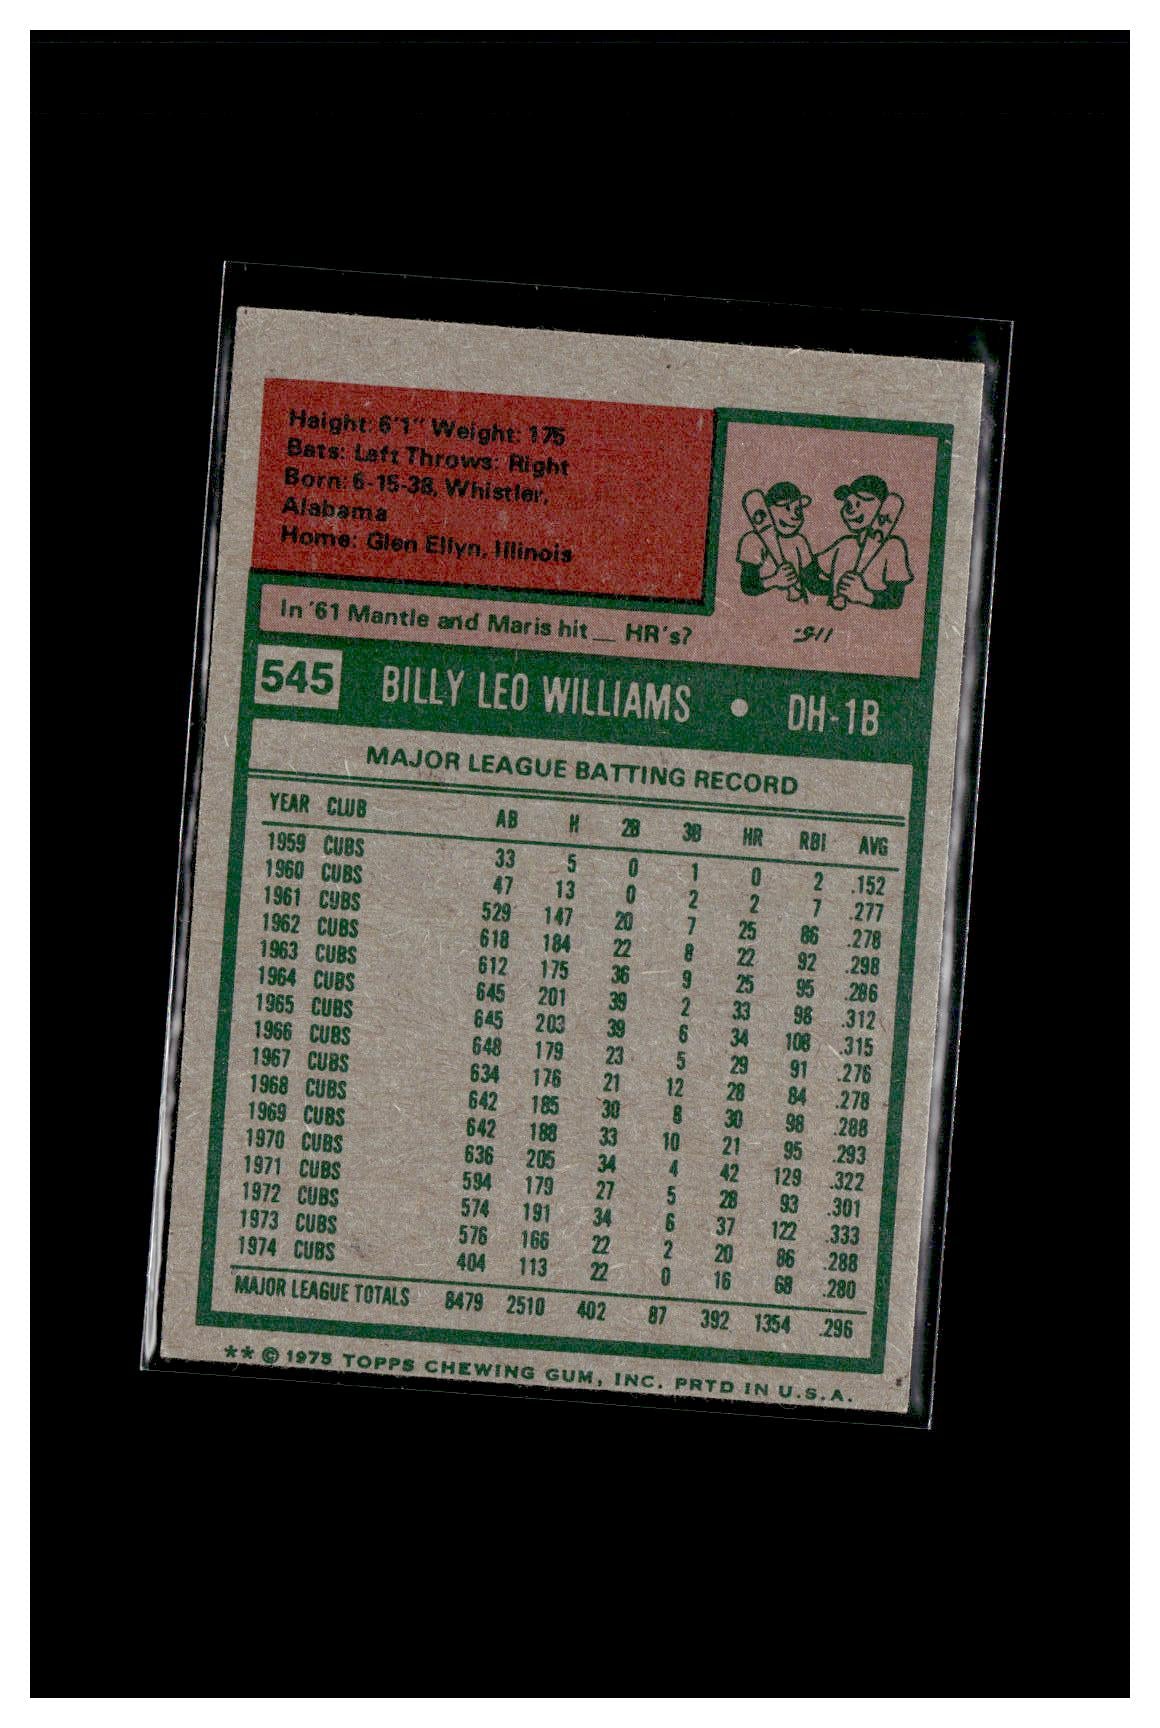 Height: 6'1" Weight: 175
Bats: Left Throws: Right
Born: 6-15-38, Whistler,
Alabama
Home: Glen Ellyn, Illinois
In '61 Mantle and Maris hit __ HR's?
545 BILLY LEO WILLIAMS • DH-1B
MAJOR LEAGUE BATTING RECORD
YEAR CLUB AB H 2B 3B HR RBI AVG
1959 CUBS 33 5 0 1 0 2 .152
1960 CUBS 47 13 0 2 2 7 .277
1961 CUBS 529 147 20 7 25 86 .278
1962 CUBS 618 184 22 8 22 92 .298
1963 CUBS 612 175 36 9 25 95 .286
1964 CUBS 645 201 39 2 33 98 .312
1965 CUBS 645 203 39 6 34 108 .315
1966 CUBS 648 179 23 5 29 91 .276
1967 CUBS 634 176 21 12 28 84 .278
1968 CUBS 642 185 30 8 30 98 .288
1969 CUBS 642 188 33 10 21 95 .293
1970 CUBS 636 205 34 4 42 129 .322
1971 CUBS 594 179 27 5 28 93 .301
1972 CUBS 574 191 34 6 37 122 .333
1973 CUBS 576 166 22 2 20 86 .288
1974 CUBS 404 113 22 0 16 68 .280
MAJOR LEAGUE TOTALS 8479 2510 402 87 392 1354 .296
** © 1975 TOPPS CHEWING GUM, INC. PRTD IN U.S.A.